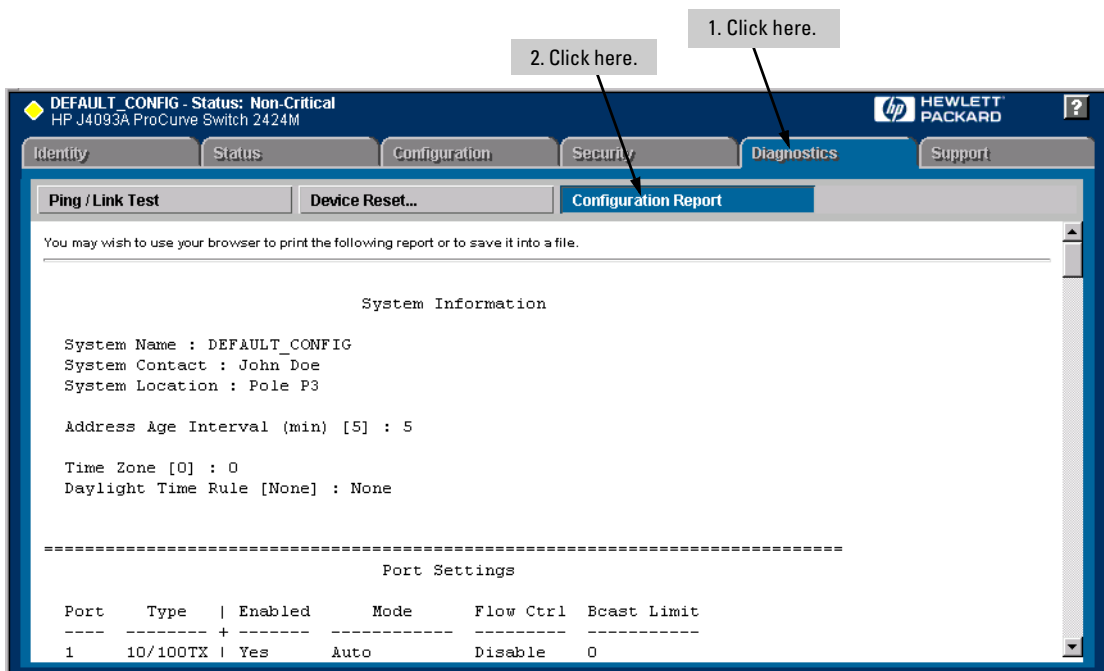 1. Click here.
2. Click here.
DEFAULT_CONFIG - Status: Non-Critical
HP J4093A ProCurve Switch 2424M
hp HEWLETT PACKARD
?
Identity Status Configuration Security Diagnostics Support
Ping / Link Test Device Reset... Configuration Report
You may wish to use your browser to print the following report or to save it into a file.
System Information
System Name : DEFAULT_CONFIG
System Contact : John Doe
System Location : Pole P3
Address Age Interval (min) [5] : 5
Time Zone [0] : 0
Daylight Time Rule [None] : None
==============================================================================
Port Settings
Port Type | Enabled Mode Flow Ctrl Bcast Limit
---- -------- + ------- ------------ --------- -----------
1 10/100TX | Yes Auto Disable 0